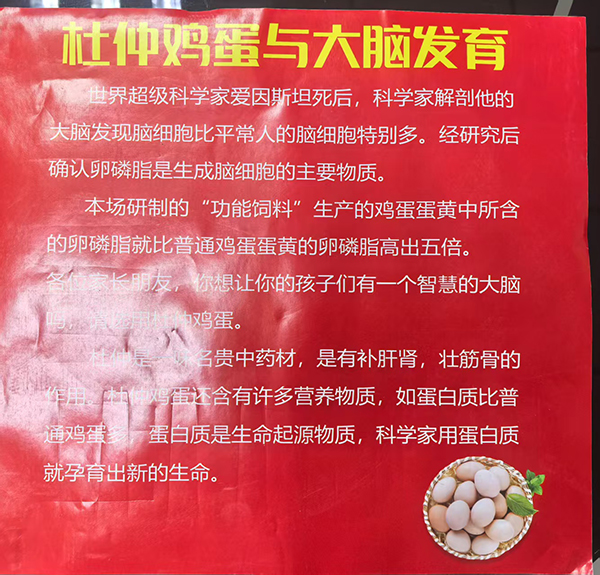 杜仲鸡蛋与大脑发育
世界超级科学家爱因斯坦死后，科学家解剖他的
大脑发现脑细胞比平常人的脑细胞特别多。经研究后
确认卵磷脂是生成脑细胞的主要物质。
本场研制的“功能饲料”生产的鸡蛋蛋黄中所含
的卵磷脂就比普通鸡蛋蛋黄的卵磷脂高出五倍。
各位家长朋友，你想让你的孩子们有一个智慧的大脑
吗，请选用杜仲鸡蛋。
杜仲是一味名贵中药材，是有补肝肾，壮筋骨的
作用。杜仲鸡蛋还含有许多营养物质，如蛋白质比普
通鸡蛋多，蛋白质是生命起源物质，科学家用蛋白质
就孕育出新的生命。